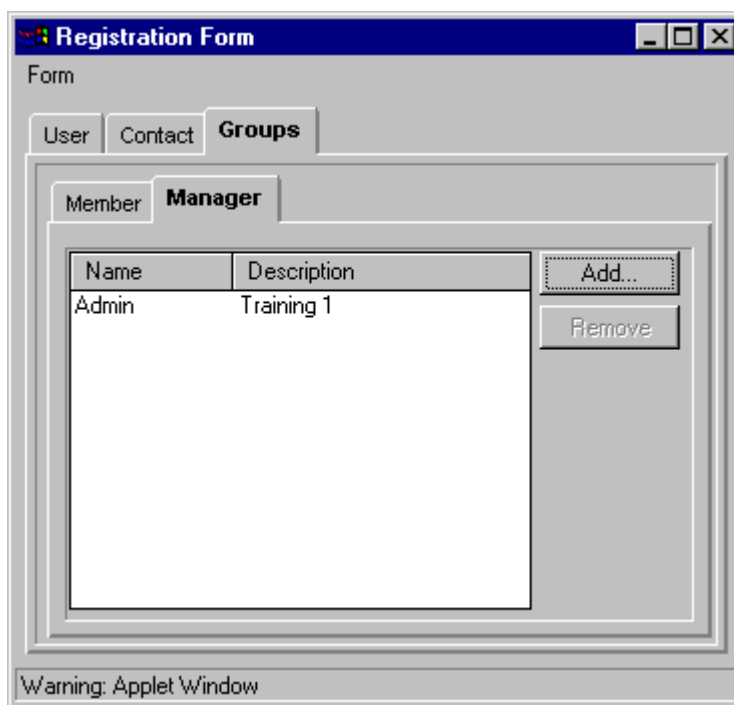 Registration Form
Form
User Contact Groups
Member Manager
Name Description
Add...
Admin Training 1
Remove
Warning: Applet Window